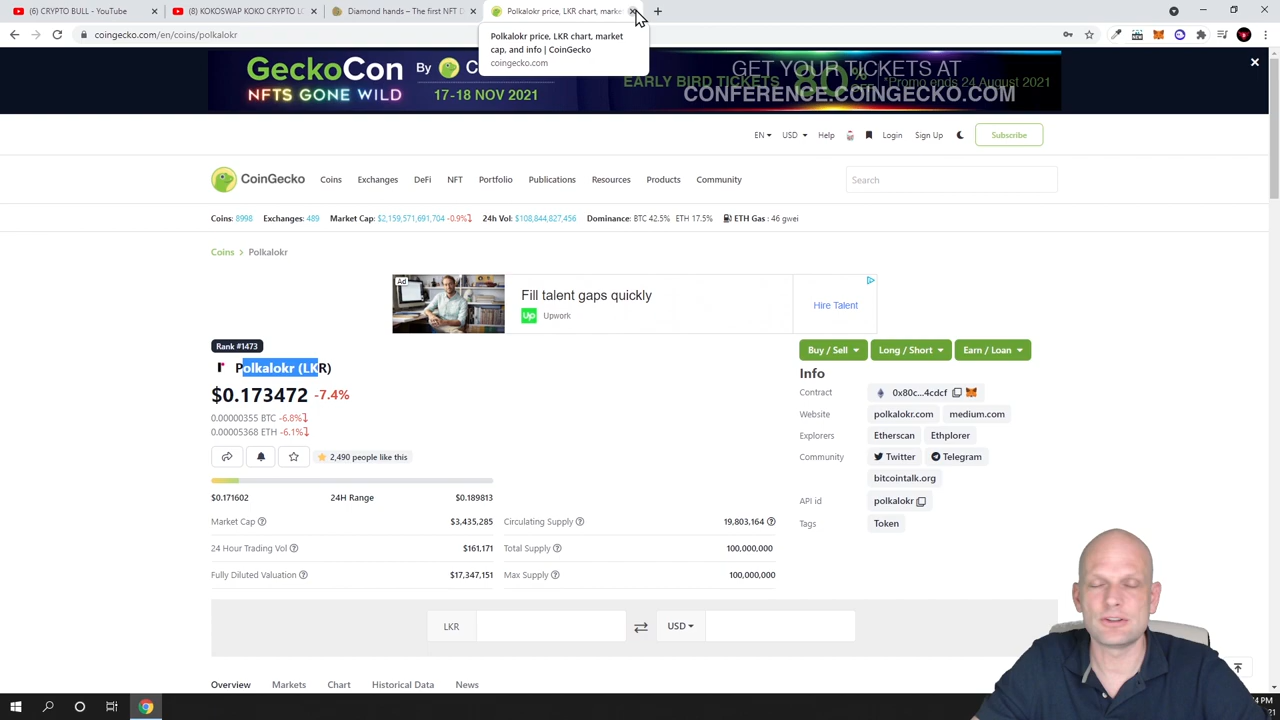 (6) CRYPTO BULL - YouTube
(8) KOKOSWAP KOKO CRYPTO LO
Diamond hands – The first NFT D
Polkalokr price, LKR chart, marke
coingecko.com/en/coins/polkalokr
Polkalokr price, LKR chart, market
cap, and info | CoinGecko
coingecko.com
GeckoCon By
NFTS GONE WILD
17-18 NOV 2021
GET YOUR TICKETS AT
EARLY BIRD TICKETS 80% *Promo ends 24 August 2021
CONFERENCE.COINGECKO.COM
EN USD Help Login Sign Up Subscribe
CoinGecko Coins Exchanges DeFi NFT Portfolio Publications Resources Products Community Search
Coins: 8998 Exchanges: 489 Market Cap: $2,159,571,691,704 -0.9% 24h Vol: $108,844,827,456 Dominance: BTC 42.5% ETH 17.5% ETH Gas : 46 gwei
Coins > Polkalokr
Ad
Fill talent gaps quickly
Up Upwork
Hire Talent
Rank #1473
Polkalokr (LKR)
$0.173472 -7.4%
0.00000355 BTC -6.8%
0.00005368 ETH -6.1%
2,490 people like this
$0.171602 24H Range $0.189813
Market Cap $3,435,285 Circulating Supply 19,803,164
24 Hour Trading Vol $161,171 Total Supply 100,000,000
Fully Diluted Valuation $17,347,151 Max Supply 100,000,000
Buy / Sell Long / Short Earn / Loan
Info
Contract 0x80c...4cdcf
Website polkalokr.com medium.com
Explorers Etherscan Ethplorer
Community Twitter Telegram
bitcointalk.org
API id polkalokr
Tags Token
LKR USD
Overview Markets Chart Historical Data News